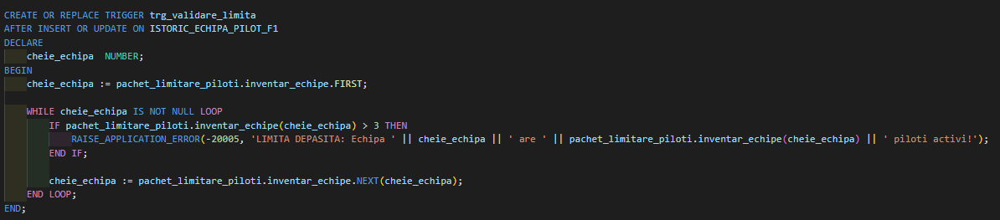 CREATE OR REPLACE TRIGGER trg_validare_limita
AFTER INSERT OR UPDATE ON ISTORIC_ECHIPA_PILOT_F1
DECLARE
    cheie_echipa  NUMBER;
BEGIN
    cheie_echipa := pachet_limitare_piloti.inventar_echipe.FIRST;

    WHILE cheie_echipa IS NOT NULL LOOP
        IF pachet_limitare_piloti.inventar_echipe(cheie_echipa) > 3 THEN
            RAISE_APPLICATION_ERROR(-20005, 'LIMITA DEPASITA: Echipa ' || cheie_echipa || ' are ' || pachet_limitare_piloti.inventar_echipe(cheie_echipa) || ' piloti activi!');
        END IF;

        cheie_echipa := pachet_limitare_piloti.inventar_echipe.NEXT(cheie_echipa);
    END LOOP;
END;